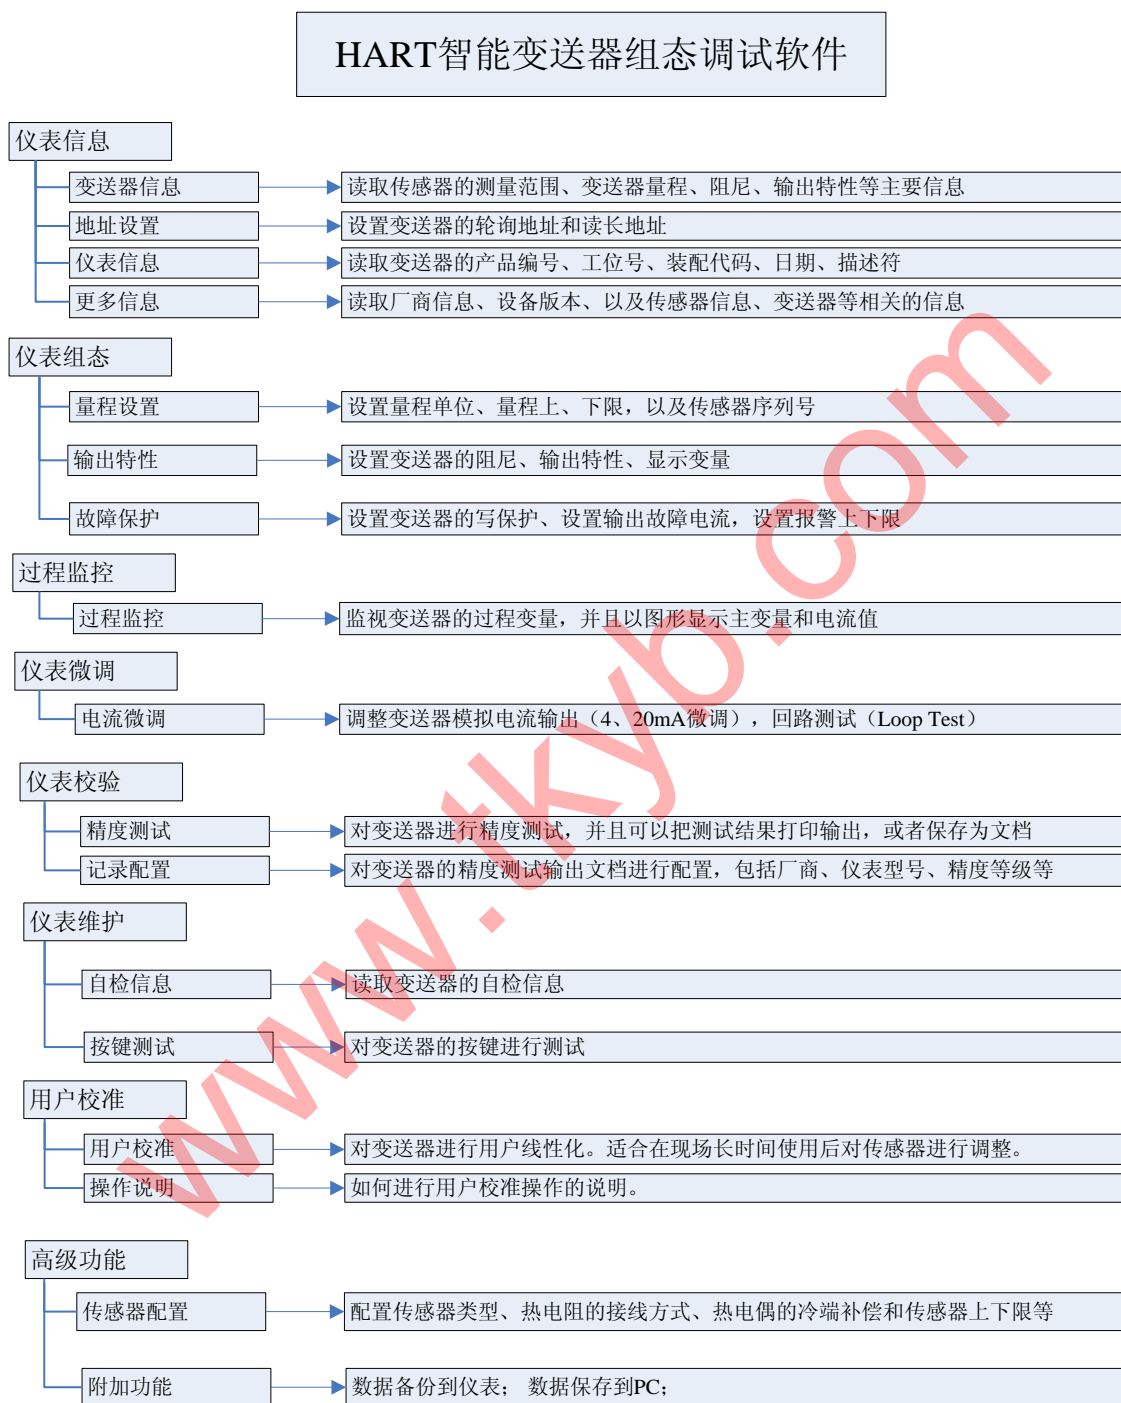 HART智能变送器组态调试软件
仪表信息
变送器信息
读取传感器的测量范围、变送器量程、阻尼、输出特性等主要信息
地址设置
设置变送器的轮询地址和读长地址
仪表信息
读取变送器的产品编号、工位号、装配代码、日期、描述符
更多信息
读取厂商信息、设备版本、以及传感器信息、变送器等相关的信息
仪表组态
量程设置
设置量程单位、量程上、下限，以及传感器序列号
输出特性
设置变送器的阻尼、输出特性、显示变量
故障保护
设置变送器的写保护、设置输出故障电流，设置报警上下限
过程监控
过程监控
监视变送器的过程变量，并且以图形显示主变量和电流值
仪表微调
电流微调
调整变送器模拟电流输出（4、20mA微调），回路测试（Loop Test）
仪表校验
精度测试
对变送器进行精度测试，并且可以把测试结果打印输出，或者保存为文档
记录配置
对变送器的精度测试输出文档进行配置，包括厂商、仪表型号、精度等级等
仪表维护
自检信息
读取变送器的自检信息
按键测试
对变送器的按键进行测试
用户校准
用户校准
对变送器进行用户线性化。适合在现场长时间使用后对传感器进行调整。
操作说明
如何进行用户校准操作的说明。
高级功能
传感器配置
配置传感器类型、热电阻的接线方式、热电偶的冷端补偿和传感器上下限等
附加功能
数据备份到仪表； 数据保存到PC；
www.tkyb.com